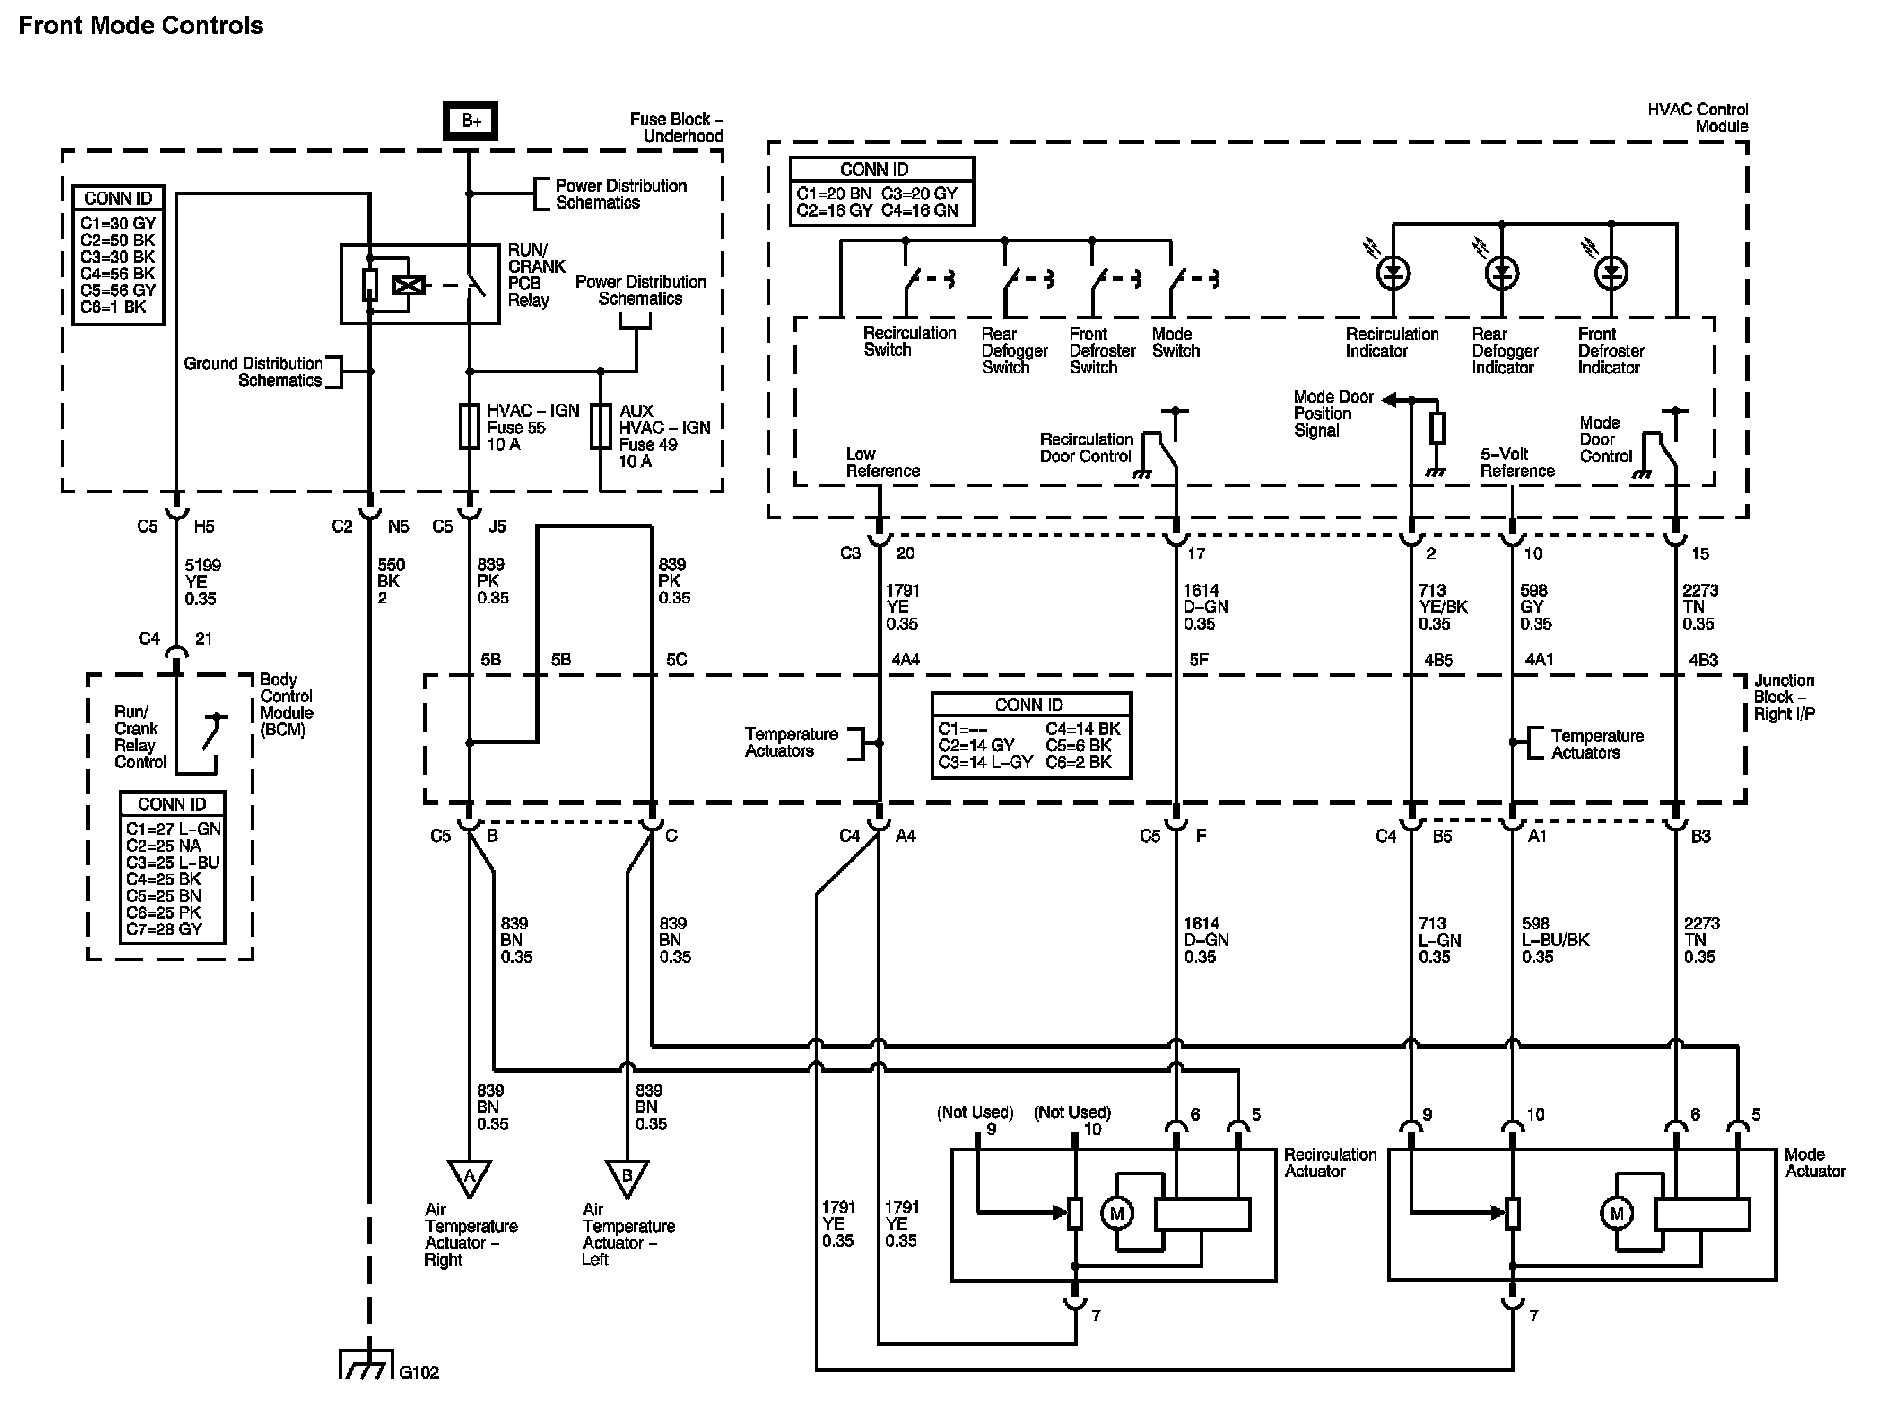 Front Mode Controls
B+
Fuse Block –
Underhood
CONN ID
C1=30 GY
C2=50 BK
C3=30 BK
C4=56 BK
C5=56 GY
C6=1 BK
Power Distribution
Schematics
RUN/
CRANK
PCB
Relay
Power Distribution
Schematics
Ground Distribution
Schematics
HVAC – IGN
Fuse 55
10 A
AUX
HVAC – IGN
Fuse 49
10 A
HVAC Control
Module
CONN ID
C1=20 BN C3=20 GY
C2=16 GY C4=16 GN
Recirculation
Switch
Rear
Defogger
Switch
Front
Defroster
Switch
Mode
Switch
Recirculation
Indicator
Rear
Defogger
Indicator
Front
Defroster
Indicator
Low
Reference
Recirculation
Door Control
Mode Door
Position
Signal
5–Volt
Reference
Mode
Door
Control
C5 H5
C2 N5
C5 J5
C3 20
17
2
10
15
5199
YE
0.35
550
BK
2
839
PK
0.35
839
PK
0.35
1791
YE
0.35
1614
D–GN
0.35
713
YE/BK
0.35
598
GY
0.35
2273
TN
0.35
C4 21
5B
5B
5C
4A4
5F
4B5
4A1
4B3
Body
Control
Module
(BCM)
Run/
Crank
Relay
Control
CONN ID
C1=27 L–GN
C2=25 NA
C3=25 L–BU
C4=25 BK
C5=25 BN
C6=25 PK
C7=28 GY
Junction
Block –
Right I/P
Temperature
Actuators
CONN ID
C1=–– C4=14 BK
C2=14 GY C5=6 BK
C3=14 L–GY C6=2 BK
Temperature
Actuators
C5 B
C
C4 A4
C5 F
C4 B5
A1
B3
839
BN
0.35
839
BN
0.35
1614
D–GN
0.35
713
L–GN
0.35
598
L–BU/BK
0.35
2273
TN
0.35
839
BN
0.35
839
BN
0.35
A
Air
Temperature
Actuator –
Right
B
Air
Temperature
Actuator –
Left
1791
YE
0.35
1791
YE
0.35
(Not Used)
9
(Not Used)
10
6
5
Recirculation
Actuator
M
7
9
10
6
5
Mode
Actuator
M
7
G102